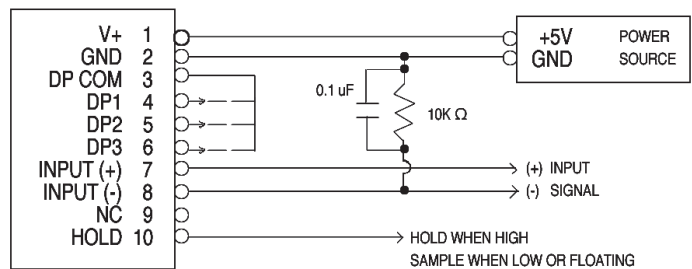 V+ 1
GND 2
DP COM 3
DP1 4
DP2 5
DP3 6
INPUT (+) 7
INPUT (-) 8
NC 9
HOLD 10
0.1 uF
10K Ω
+5V POWER
GND SOURCE
(+) INPUT
(-) SIGNAL
HOLD WHEN HIGH
SAMPLE WHEN LOW OR FLOATING